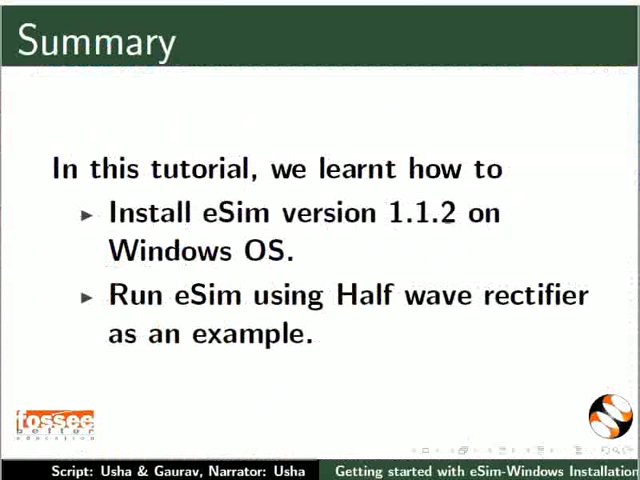 Summary
In this tutorial, we learnt how to
▶ Install eSim version 1.1.2 on
Windows OS.
▶ Run eSim using Half wave rectifier
as an example.
fossee
better
education
Script: Usha & Gaurav, Narrator: Usha
Getting started with eSim-Windows Installation